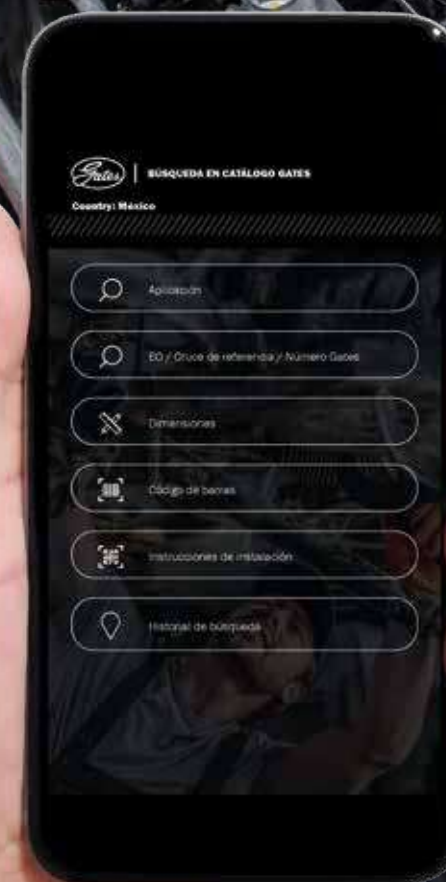 Gates
BÚSQUEDA EN CATÁLOGO GATES
Country: México
Aplicación
EO / Cruce de referencia / Número Gates
Dimensiones
Código de barras
Instrucciones de instalación
Historial de búsqueda